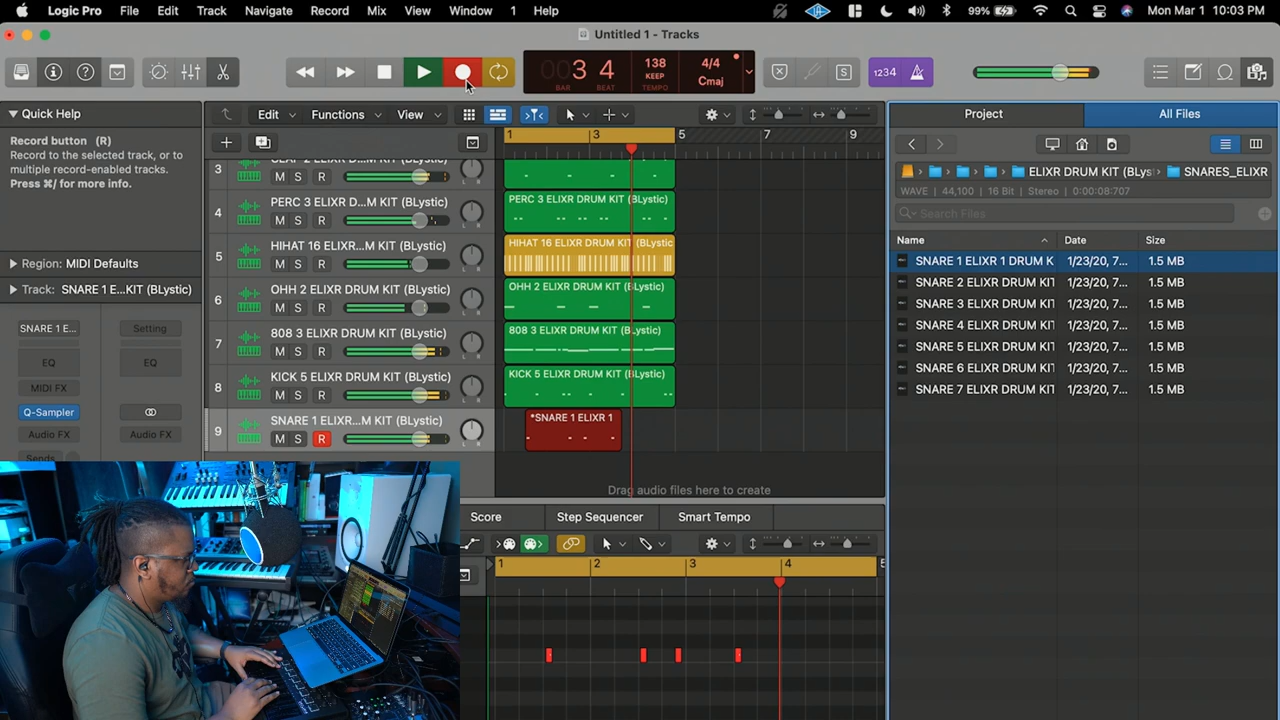 Logic Pro File Edit Track Navigate Record Mix View Window 1 Help 99% Mon Mar 1 10:03 PM
Untitled 1 - Tracks
3 4 138 4/4
KEEP Cmaj
BAR BEAT TEMPO
1234
Quick Help
Record button (R)
Record to the selected track, or to
multiple record-enabled tracks.
Press ⌘/ for more info.
Region: MIDI Defaults
Track: SNARE 1 E...KIT (BLystic)
SNARE 1 E... Setting
EQ EQ
MIDI FX
Q-Sampler
Audio FX Audio FX
Sends
Edit Functions View
1 3 5 7 9
3 M S R
4 PERC 3 ELIXR D...M KIT (BLystic) M S R
PERC 3 ELIXR DRUM KIT (BLystic)
5 HIHAT 16 ELIXR...M KIT (BLystic) M S R
HIHAT 16 ELIXR DRUM KIT (BLystic
6 OHH 2 ELIXR DRUM KIT (BLystic) M S R
OHH 2 ELIXR DRUM KIT (BLystic)
7 808 3 ELIXR DRUM KIT (BLystic) M S R
808 3 ELIXR DRUM KIT (BLystic)
8 KICK 5 ELIXR DRUM KIT (BLystic) M S R
KICK 5 ELIXR DRUM KIT (BLystic)
9 SNARE 1 ELIXR...M KIT (BLystic) M S R
*SNARE 1 ELIXR 1
Drag audio files here to create
Score Step Sequencer Smart Tempo
1 2 3 4 5
Project All Files
ELIXR DRUM KIT (BLys SNARES_ELIXR
WAVE | 44,100 | 16 Bit | Stereo | 0:00:08:707
Search Files
Name Date Size
SNARE 1 ELIXR 1 DRUM K 1/23/20, 7... 1.5 MB
SNARE 2 ELIXR DRUM KIT 1/23/20, 7... 1.5 MB
SNARE 3 ELIXR DRUM KIT 1/23/20, 7... 1.5 MB
SNARE 4 ELIXR DRUM KIT 1/23/20, 7... 1.5 MB
SNARE 5 ELIXR DRUM KIT 1/23/20, 7... 1.5 MB
SNARE 6 ELIXR DRUM KIT 1/23/20, 7... 1.5 MB
SNARE 7 ELIXR DRUM KIT 1/23/20, 7... 1.5 MB